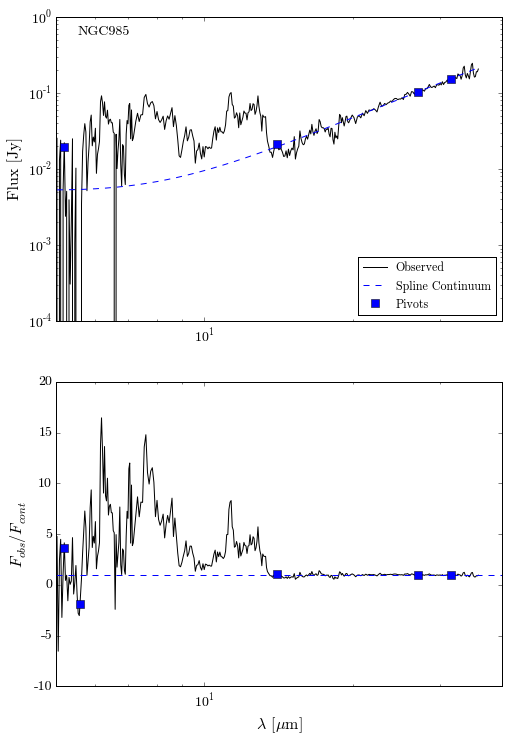 NGC985
10^0
10^-1
10^-2
10^-3
10^-4
Flux [Jy]
Observed
Spline Continuum
Pivots
10^1
20
15
10
5
0
-5
-10
F_obs/F_cont
10^1
λ [μm]